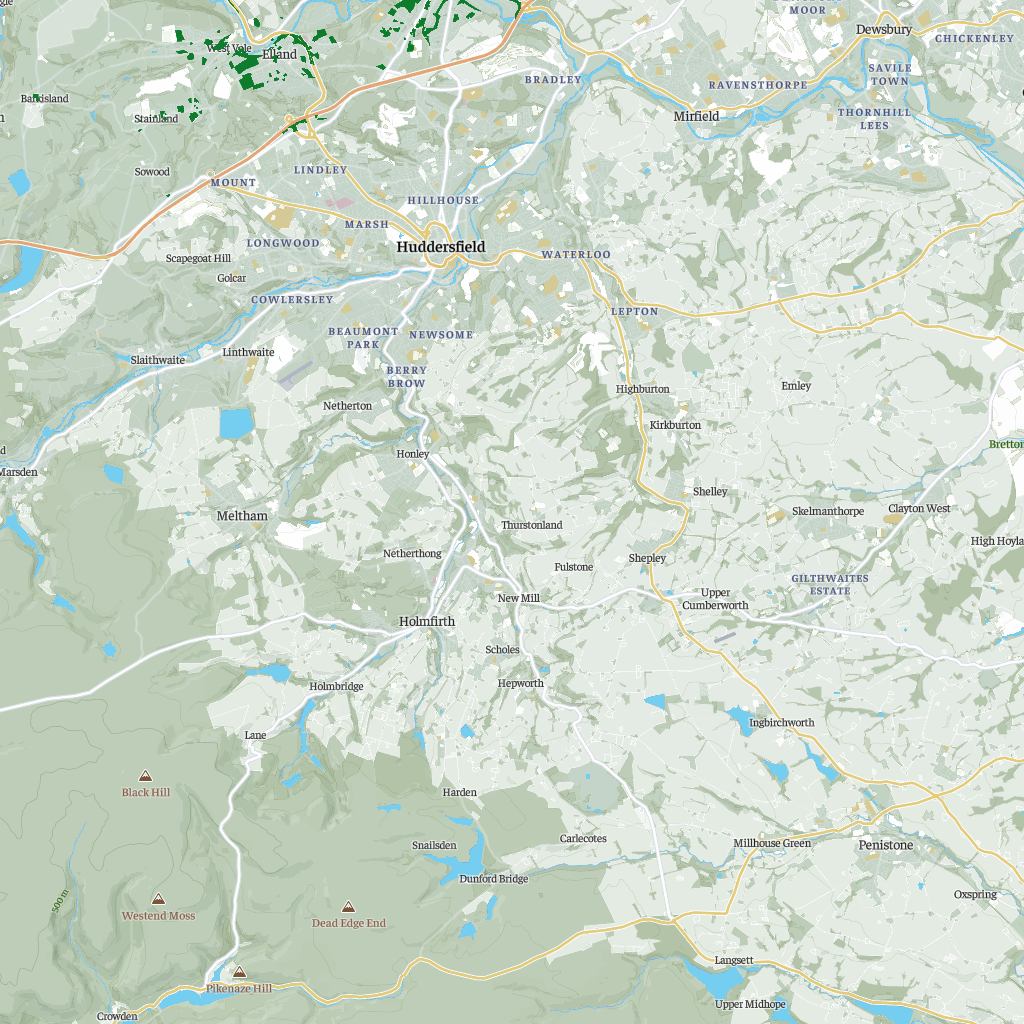 MOOR
Dewsbury
CHICKENLEY
West Vale
Elland
SAVILE
TOWN
BRADLEY
RAVENSTHORPE
Barkisland
Stainland
Mirfield
THORNHILL
LEES
Sowood
LINDLEY
MOUNT
HILLHOUSE
MARSH
LONGWOOD
Huddersfield
WATERLOO
Scapegoat Hill
Golcar
COWLERSLEY
LEPTON
BEAUMONT
PARK
NEWSOME
Slaithwaite
Linthwaite
BERRY
BROW
Highburton
Emley
Netherton
Kirkburton
Honley
Bretton
Marsden
Shelley
Meltham
Skelmanthorpe
Clayton West
Thurstonland
High Hoyla
Netherthong
Fulstone
Shepley
GILTHWAITES
ESTATE
New Mill
Upper
Cumberworth
Holmfirth
Scholes
Hepworth
Holmbridge
Ingbirchworth
Lane
Black Hill
Harden
Snailsden
Carlecotes
Millhouse Green
Penistone
Dunford Bridge
Oxspring
500 m
Westend Moss
Dead Edge End
Langsett
Pikenaze Hill
Upper Midhope
Crowden